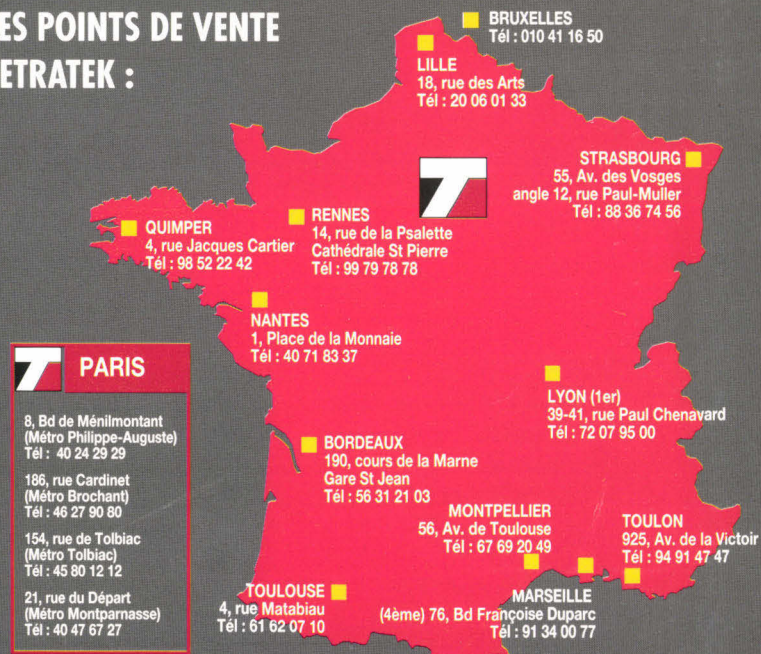 ES POINTS DE VENTE
ETRATEK :
BRUXELLES
Tél : 010 41 16 50
LILLE
18, rue des Arts
Tél : 20 06 01 33
STRASBOURG
55, Av. des Vosges
angle 12, rue Paul-Muller
Tél : 88 36 74 56
QUIMPER
4, rue Jacques Cartier
Tél : 98 52 22 42
RENNES
14, rue de la Psalette
Cathédrale St Pierre
Tél : 99 79 78 78
NANTES
1, Place de la Monnaie
Tél : 40 71 83 37
PARIS
8, Bd de Ménilmontant
(Métro Philippe-Auguste)
Tél : 40 24 29 29
186, rue Cardinet
(Métro Brochant)
Tél : 46 27 90 80
154, rue de Tolbiac
(Métro Tolbiac)
Tél : 45 80 12 12
21, rue du Départ
(Métro Montparnasse)
Tél : 40 47 67 27
LYON (1er)
39-41, rue Paul Chenavard
Tél : 72 07 95 00
BORDEAUX
190, cours de la Marne
Gare St Jean
Tél : 56 31 21 03
MONTPELLIER
56, Av. de Toulouse
Tél : 67 69 20 49
TOULON
925, Av. de la Victoir
Tél : 94 91 47 47
TOULOUSE
4, rue Matabiau
Tél : 61 62 07 10
MARSEILLE
(4ème) 76, Bd Françoise Duparc
Tél : 91 34 00 77